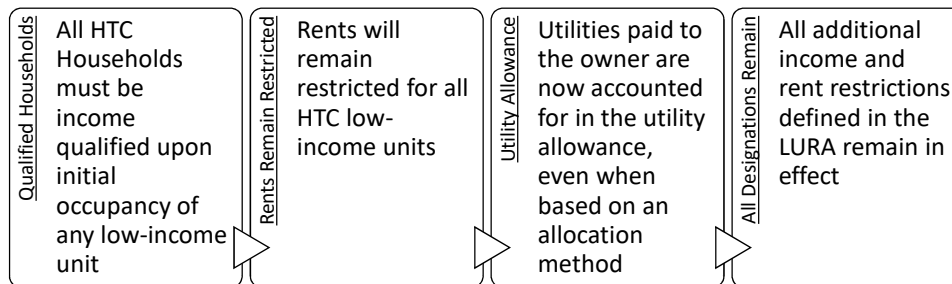 Qualified Households
All HTC
Households
must be
income
qualified upon
initial
occupancy of
any low-income
unit
Rents Remain Restricted
Rents will
remain
restricted for all
HTC low-
income units
Utility Allowance
Utilities paid to
the owner are
now accounted
for in the utility
allowance,
even when
based on an
allocation
method
All Designations Remain
All additional
income and
rent restrictions
defined in the
LURA remain in
effect